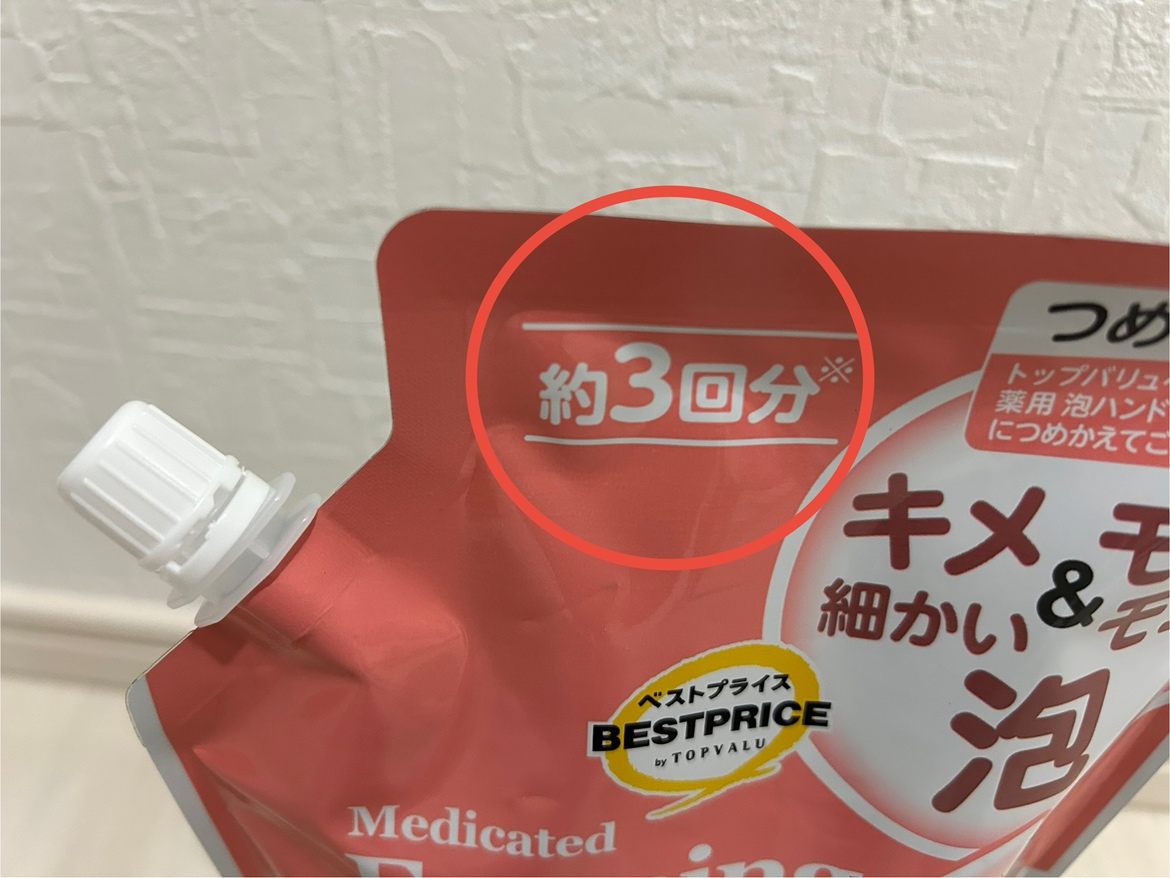 約3回分※
つめ
トップバリュ
薬用 泡ハンド
につめかえてご
キメ
細かい
&
モ
泡
ベストプライス
BESTPRICE
by TOPVALU
Medicated